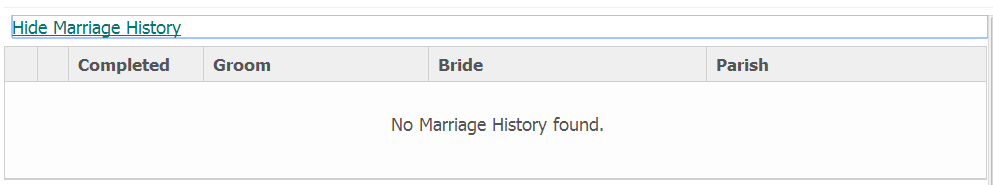 Hide Marriage History
Completed Groom Bride Parish
No Marriage History found.